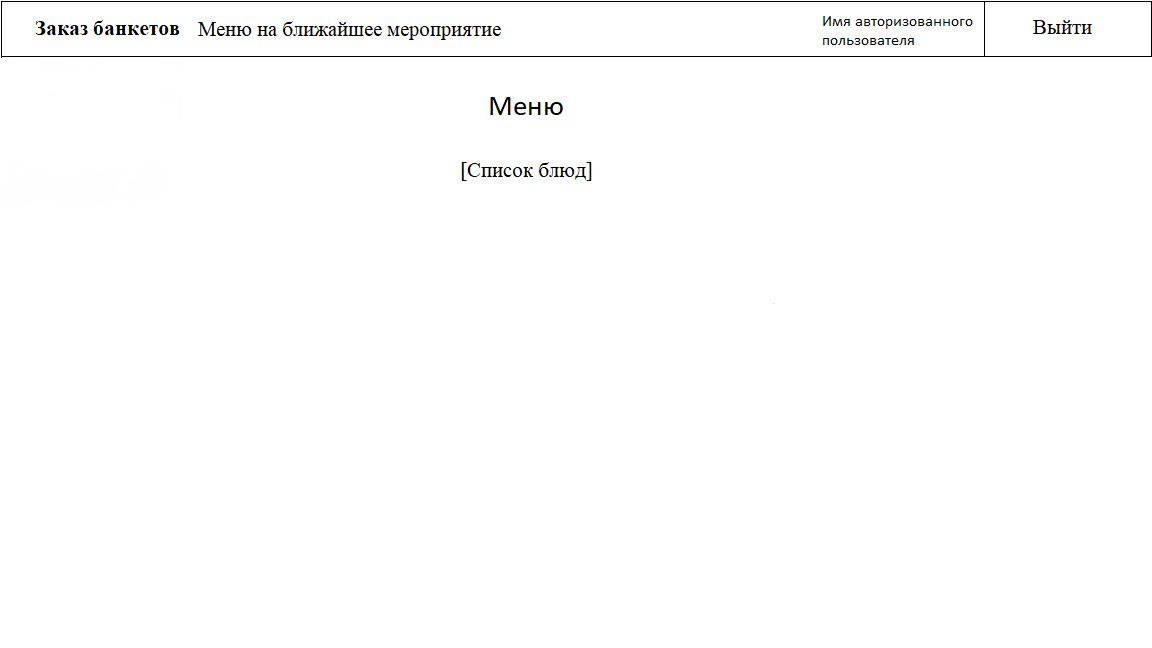 Заказ банкетов Меню на ближайшее мероприятие
Имя авторизованного
пользователя
Выйти
Меню
[Список блюд]